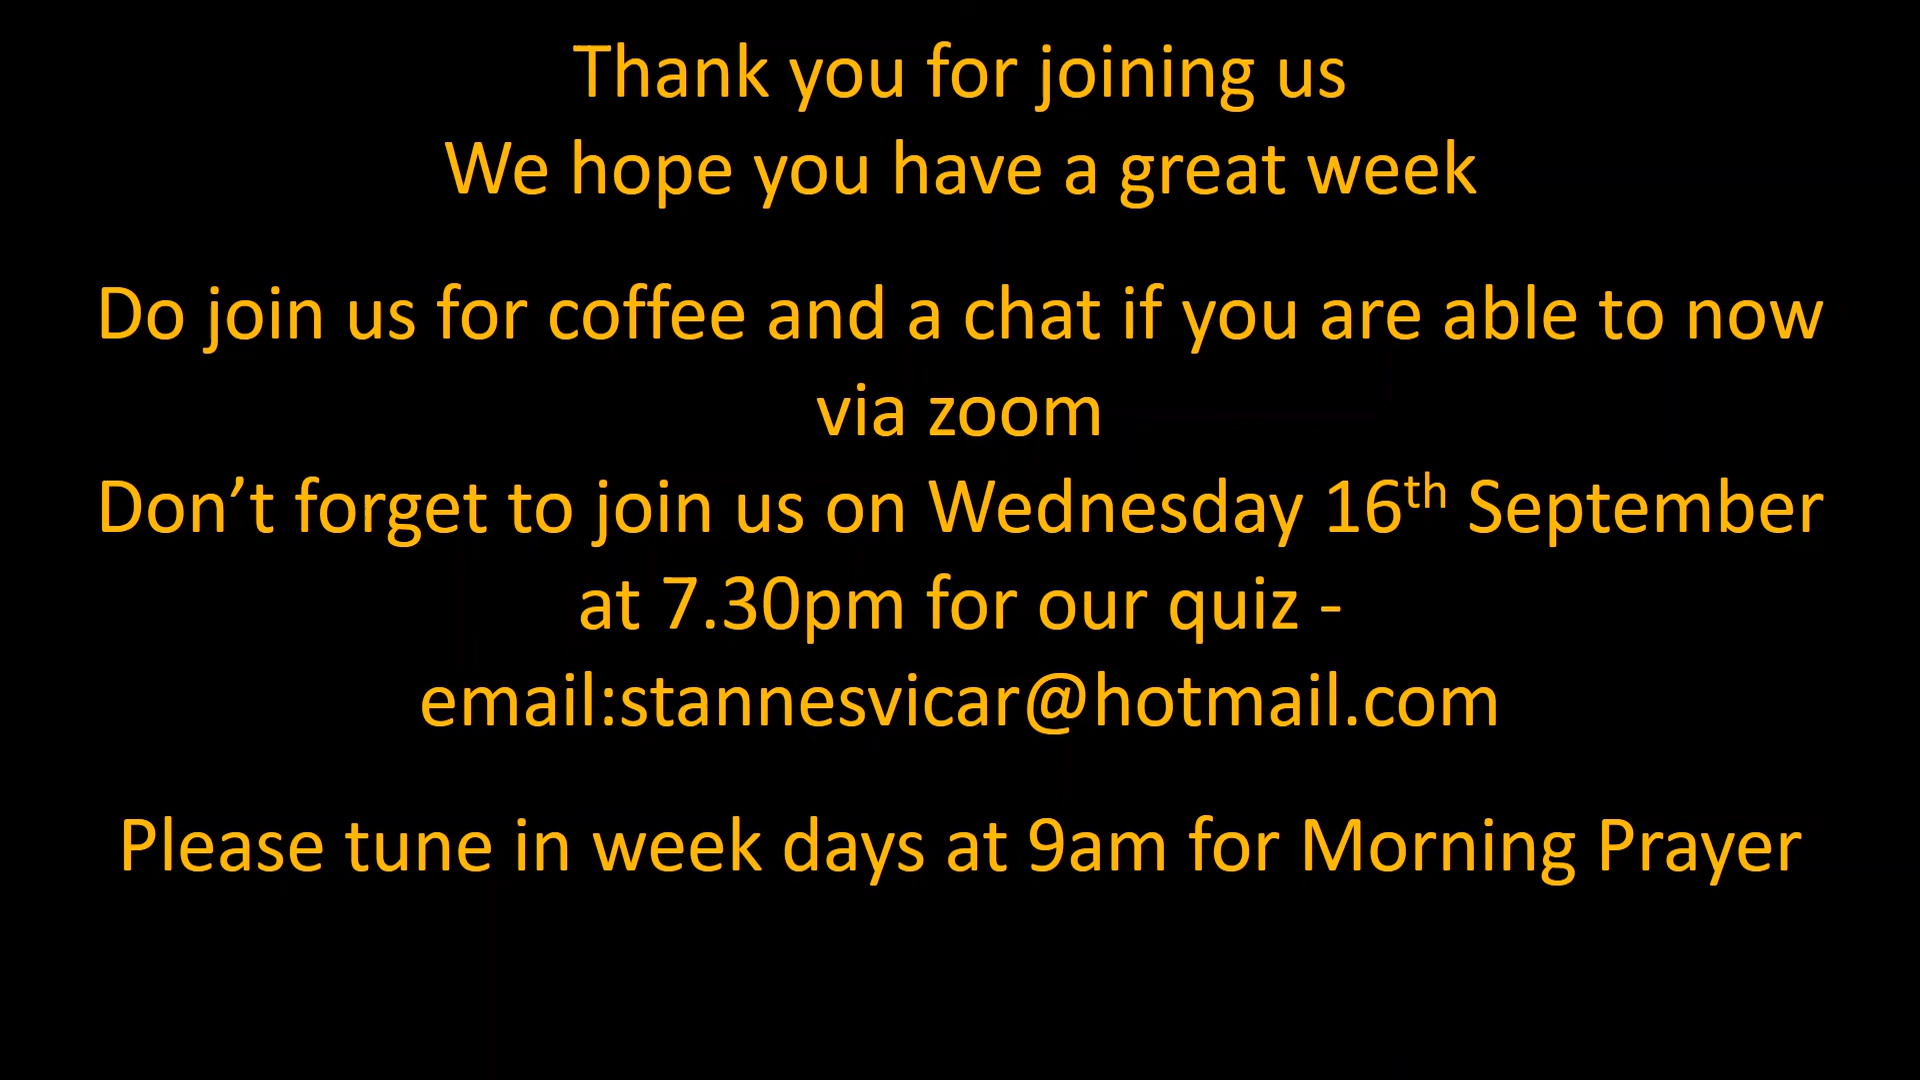 Thank you for joining us
We hope you have a great week
Do join us for coffee and a chat if you are able to now
via zoom
Don’t forget to join us on Wednesday 16th September
at 7.30pm for our quiz -
email:stannesvicar@hotmail.com
Please tune in week days at 9am for Morning Prayer